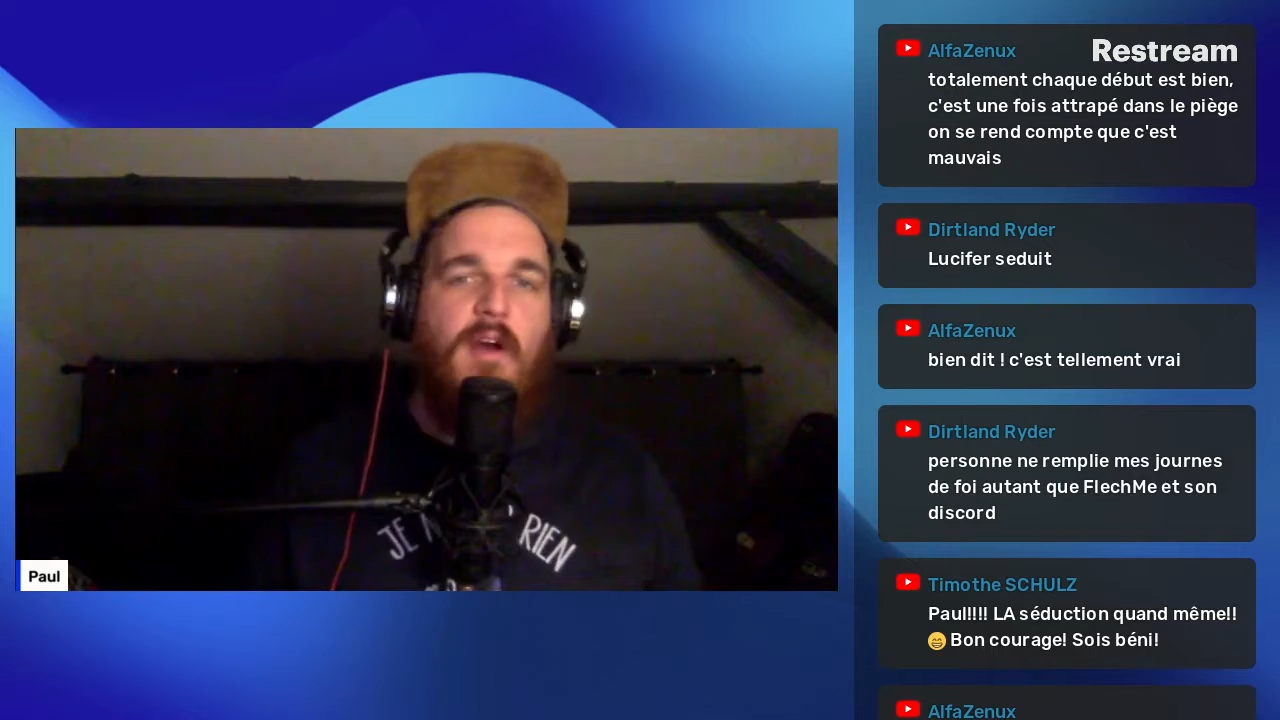 Restream
AlfaZenux
totalement chaque début est bien,
c'est une fois attrapé dans le piège
on se rend compte que c'est
mauvais
Dirtland Ryder
Lucifer seduit
AlfaZenux
bien dit ! c'est tellement vrai
Dirtland Ryder
personne ne remplie mes journes
de foi autant que FlechMe et son
discord
Timothe SCHULZ
Paul!!!!! LA séduction quand même!!
😁 Bon courage! Sois béni!
AlfaZenux
JE RIEN
Paul